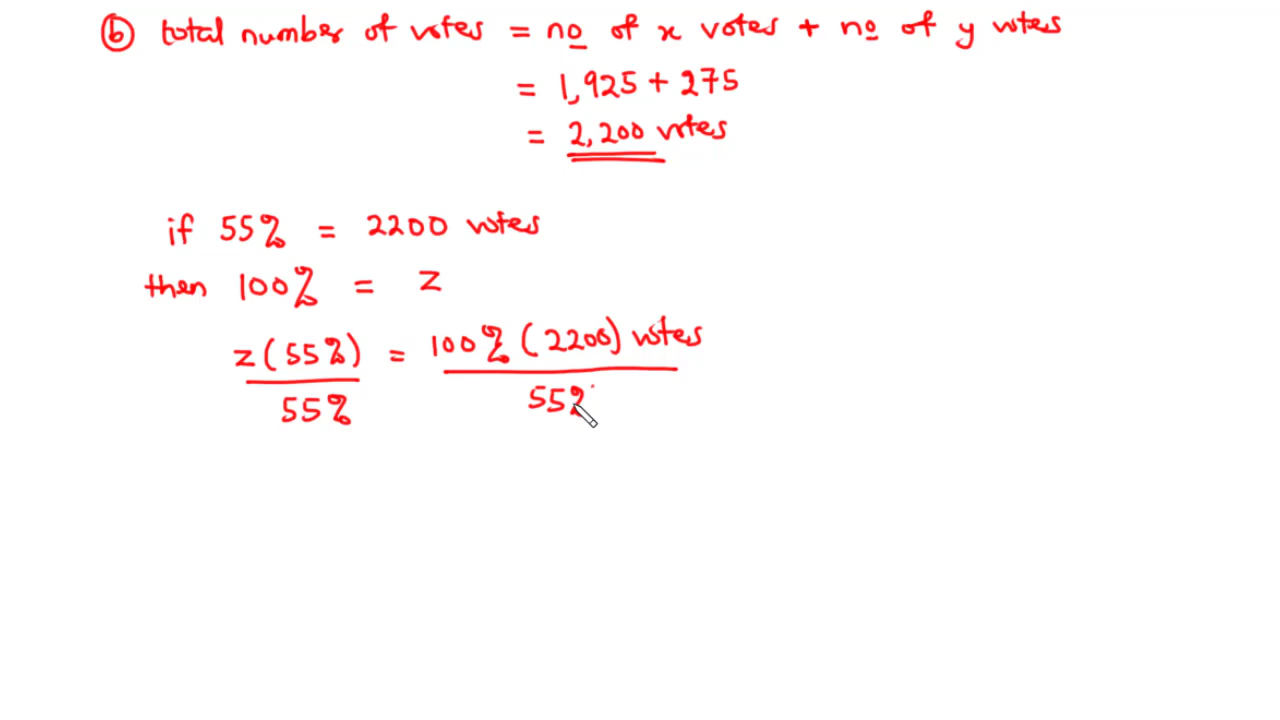 (b) total number of votes = no of x votes + no of y votes
= 1,925 + 275
= 2,200 votes
if 55% = 2200 votes
then 100% = z
z(55%) = 100% (2200) votes
55% 55%